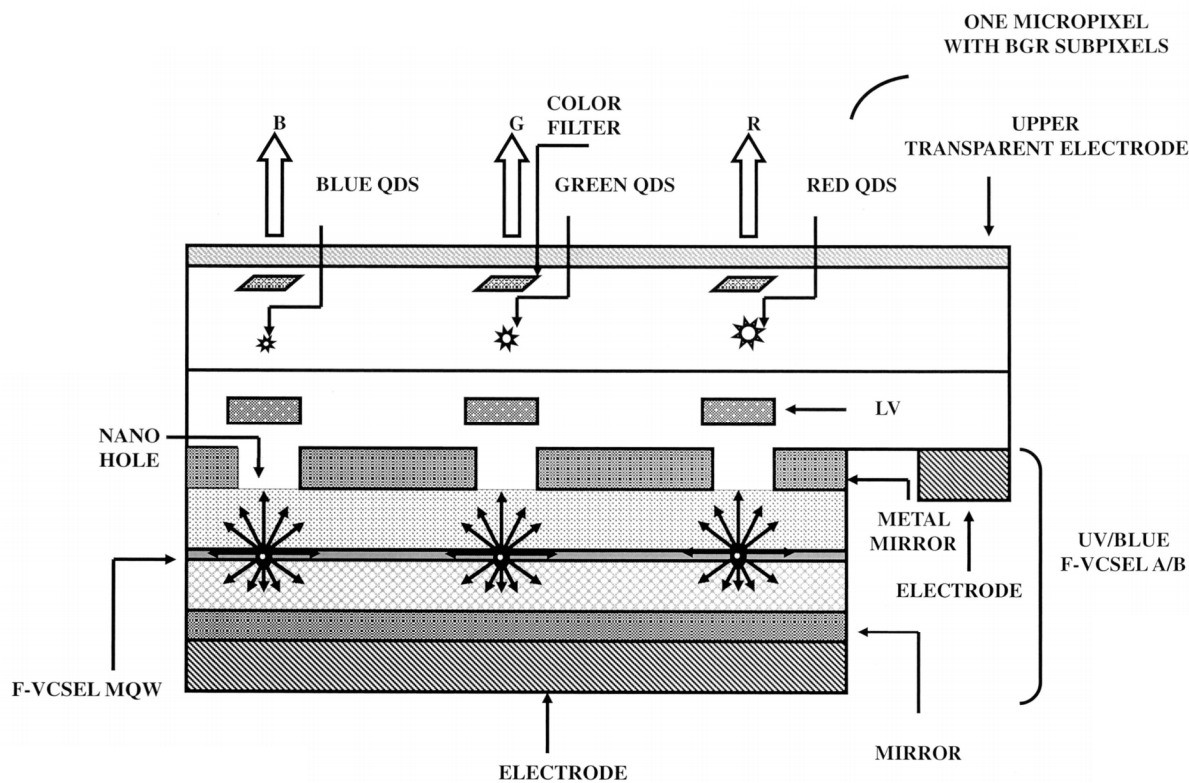 ONE MICROPIXEL
WITH BGR SUBPIXELS
B
G
COLOR
FILTER
R
UPPER
TRANSPARENT ELECTRODE
BLUE QDS
GREEN QDS
RED QDS
LV
NANO
HOLE
METAL
MIRROR
UV/BLUE
F-VCSEL A/B
ELECTRODE
F-VCSEL MQW
MIRROR
ELECTRODE